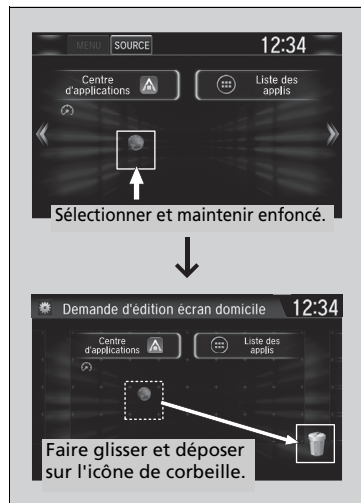 MENU SOURCE 12:34
Centre
d'applications
Liste des
applis
Sélectionner et maintenir enfoncé.
Demande d'édition écran domicile 12:34
Centre
d'applications
Liste des
applis
Faire glisser et déposer
sur l'icône de corbeille.